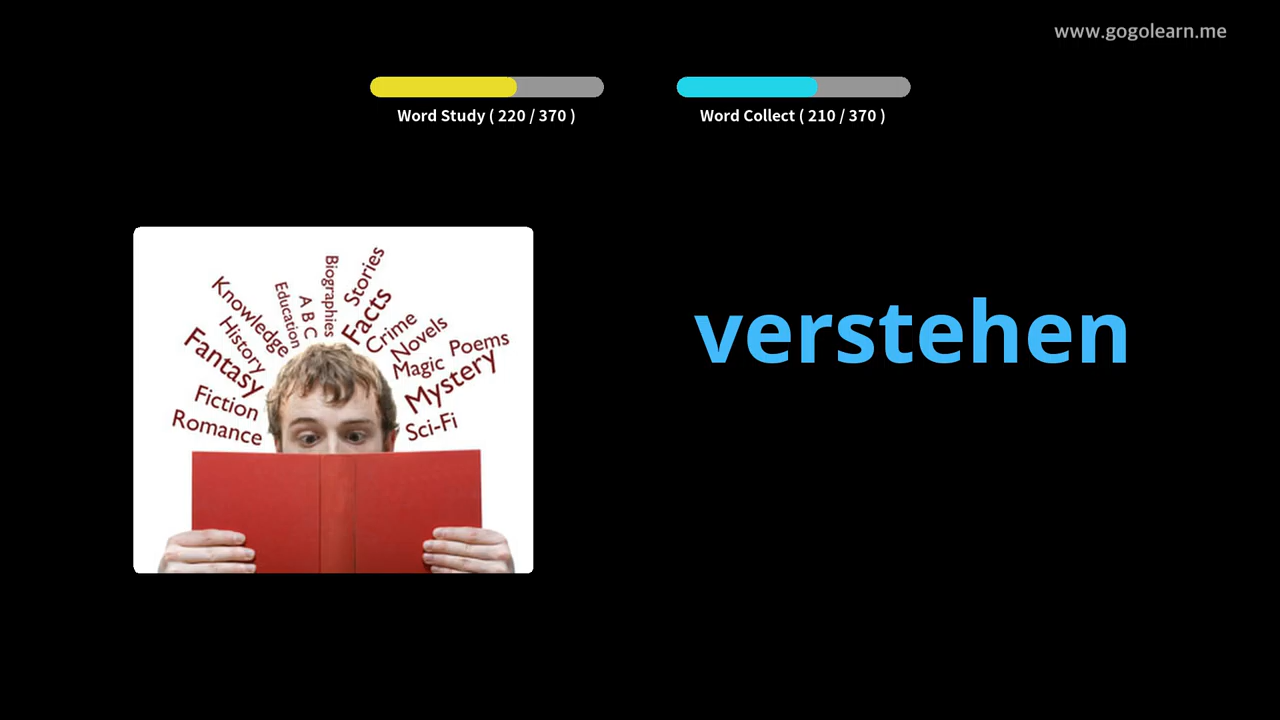 www.gogolearn.me
Word Study ( 220 / 370 )
Word Collect ( 210 / 370 )
verstehen
Stories
Biographies
Facts
A B C
Education
Knowledge
Crime
Novels
History
Poems
Magic
Fantasy
Mystery
Fiction
Sci-Fi
Romance